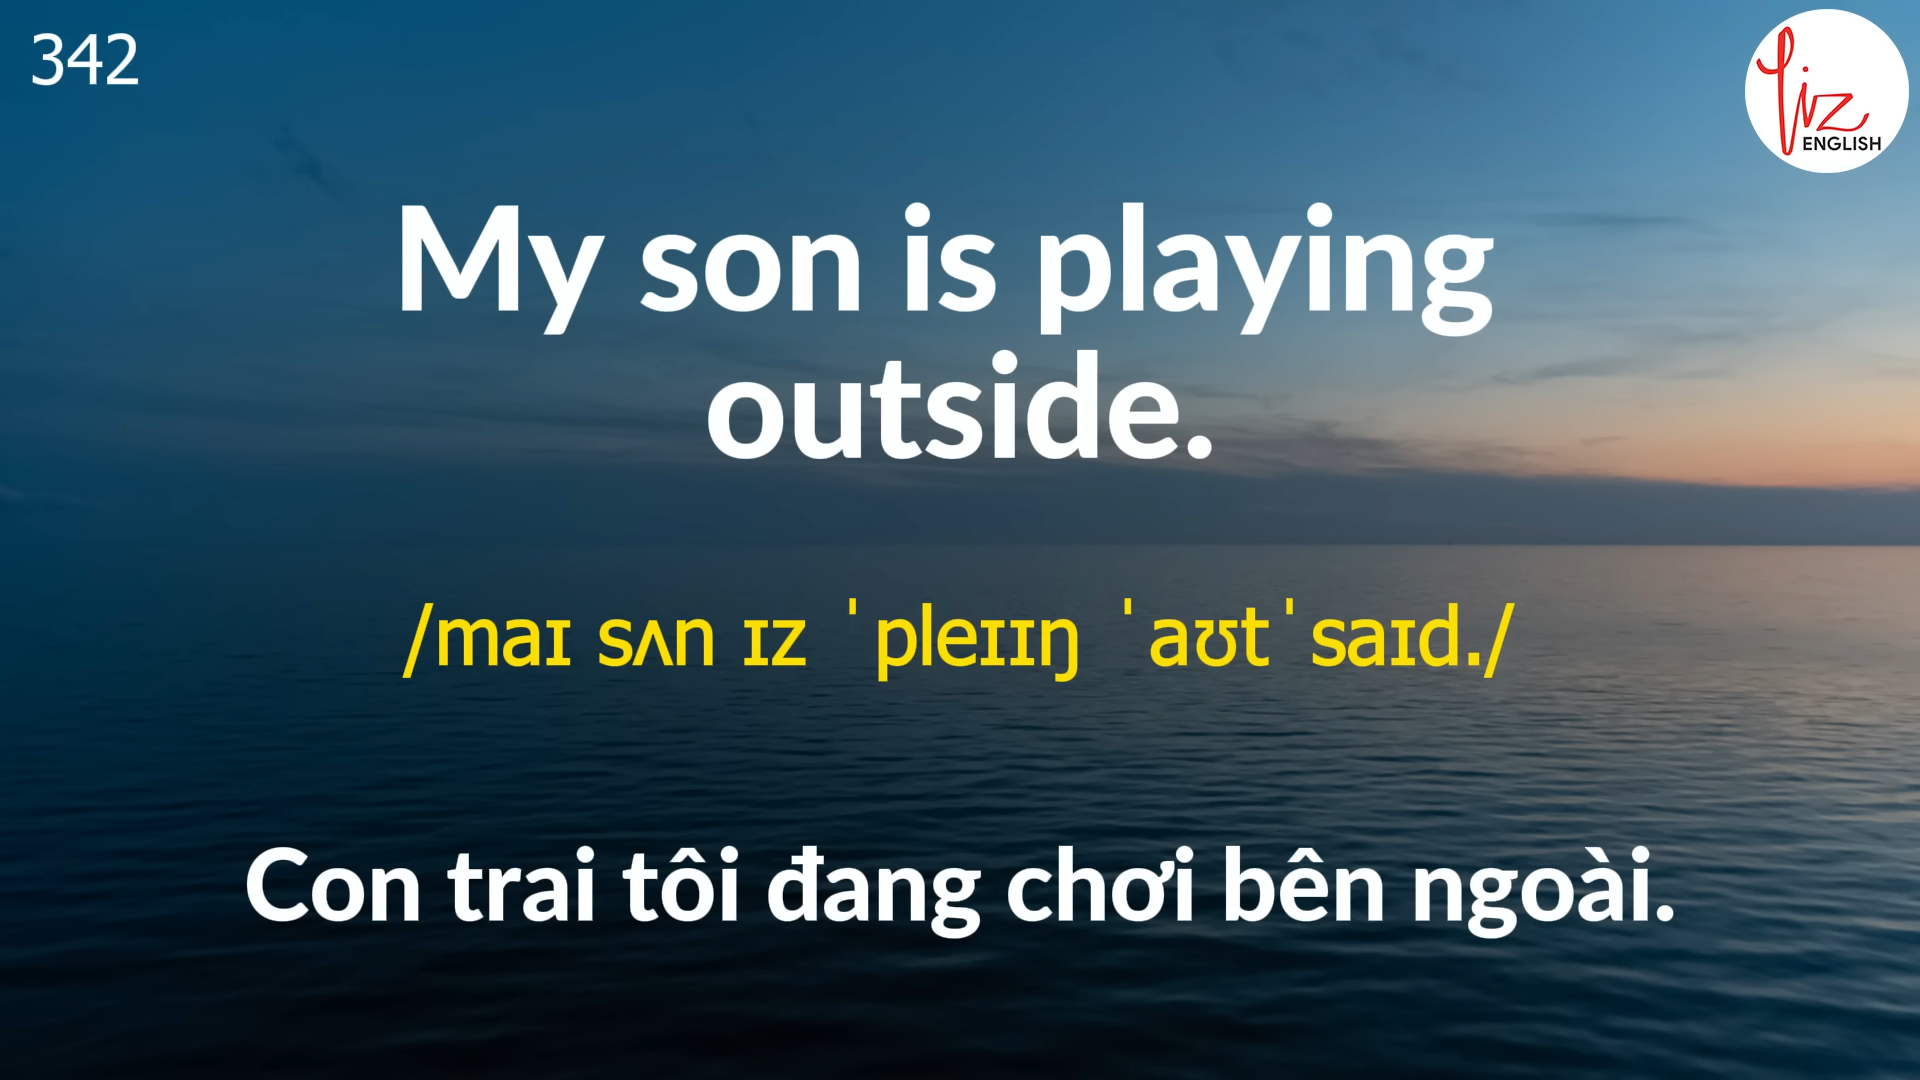 342
Liz
ENGLISH
My son is playing
outside.
/maɪ sʌn ɪz ˈpleɪɪŋ ˈaʊtˈsaɪd./
Con trai tôi đang chơi bên ngoài.